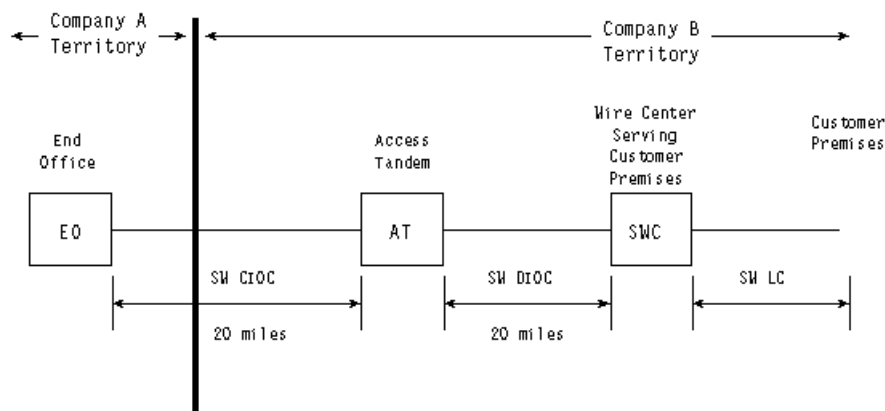 Company A
Territory
Company B
Territory
End
Office
Access
Tandem
Wire Center
Serving
Customer
Premises
Customer
Premises
EO
AT
SWC
SW CIOC
SW DIOC
SW LC
20 miles
20 miles